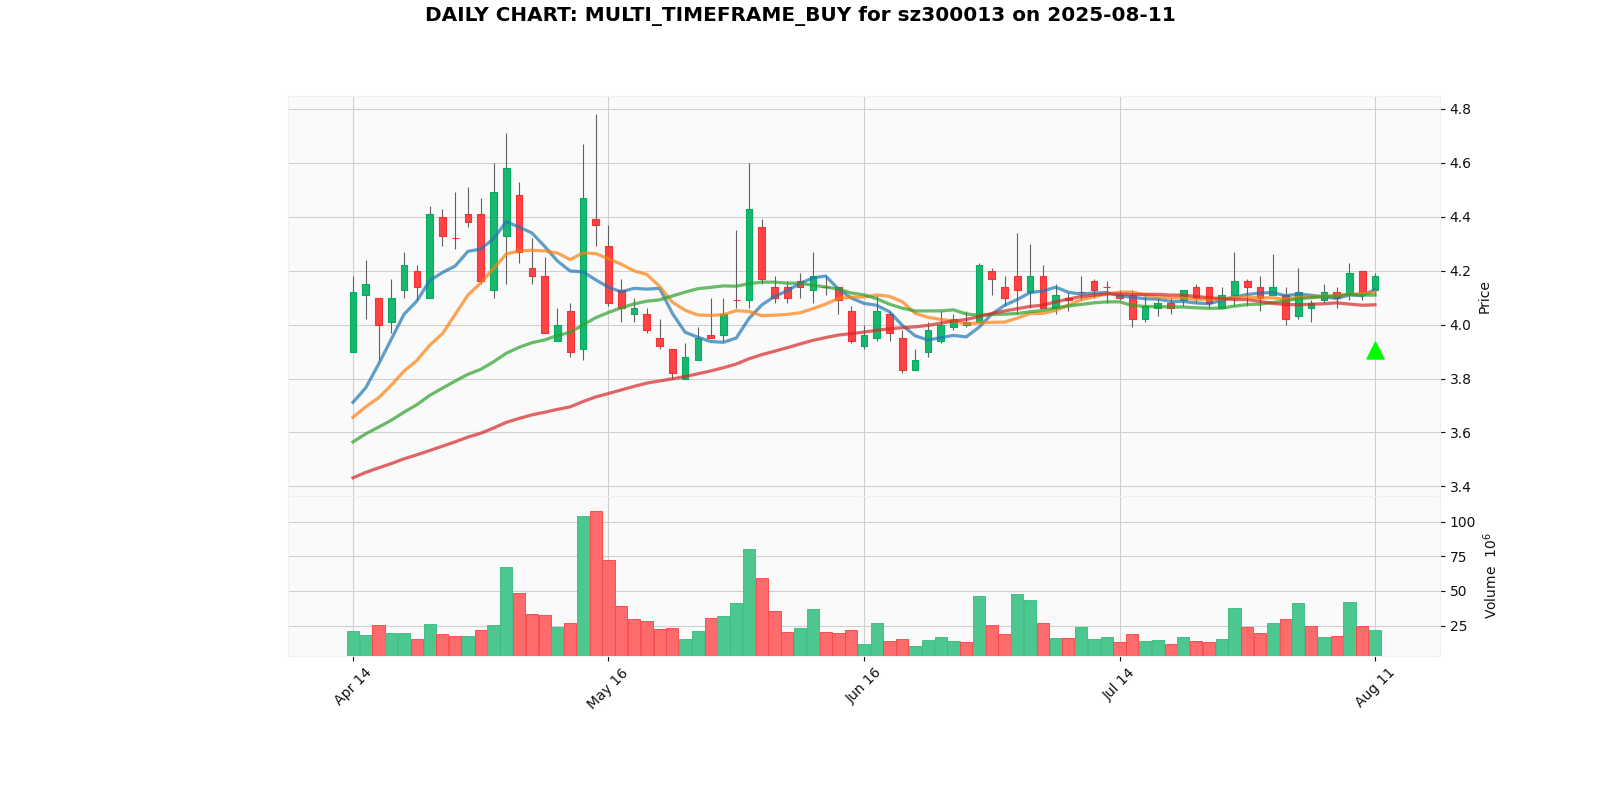 DAILY CHART: MULTI_TIMEFRAME_BUY for sz300013 on 2025-08-11
4.8
4.6
4.4
4.2
4.0
3.8
3.6
3.4
Price
100
75
50
25
Volume 10⁶
Apr 14
May 16
Jun 16
Jul 14
Aug 11